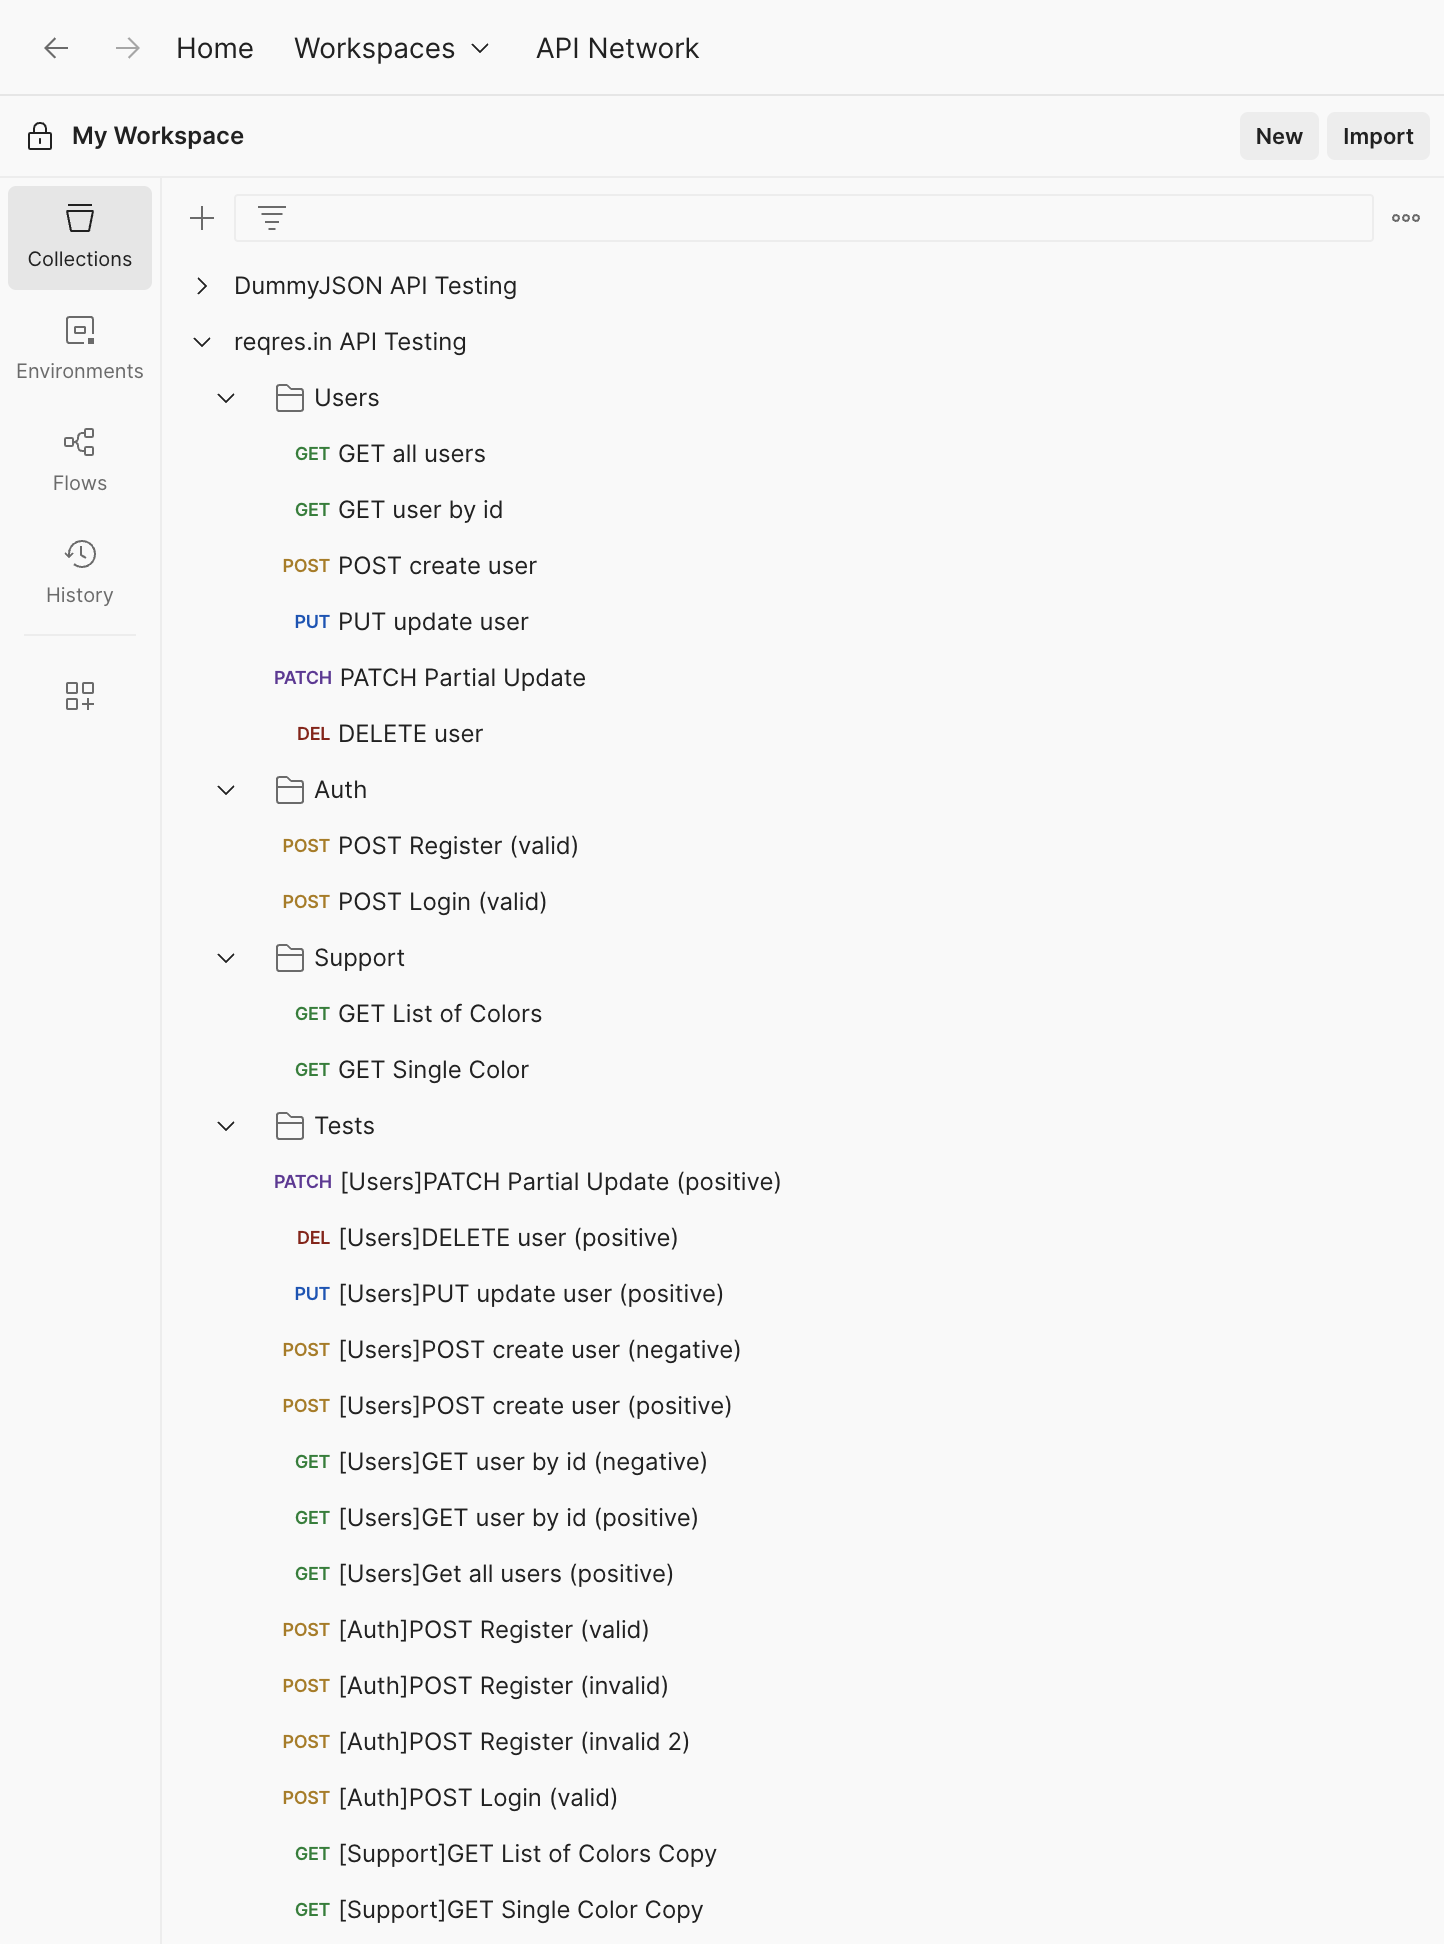 Home Workspaces API Network
My Workspace New Import
Collections
Environments
Flows
History
DummyJSON API Testing
reqres.in API Testing
Users
GET GET all users
GET GET user by id
POST POST create user
PUT PUT update user
PATCH PATCH Partial Update
DEL DELETE user
Auth
POST POST Register (valid)
POST POST Login (valid)
Support
GET GET List of Colors
GET GET Single Color
Tests
PATCH [Users]PATCH Partial Update (positive)
DEL [Users]DELETE user (positive)
PUT [Users]PUT update user (positive)
POST [Users]POST create user (negative)
POST [Users]POST create user (positive)
GET [Users]GET user by id (negative)
GET [Users]GET user by id (positive)
GET [Users]Get all users (positive)
POST [Auth]POST Register (valid)
POST [Auth]POST Register (invalid)
POST [Auth]POST Register (invalid 2)
POST [Auth]POST Login (valid)
GET [Support]GET List of Colors Copy
GET [Support]GET Single Color Copy